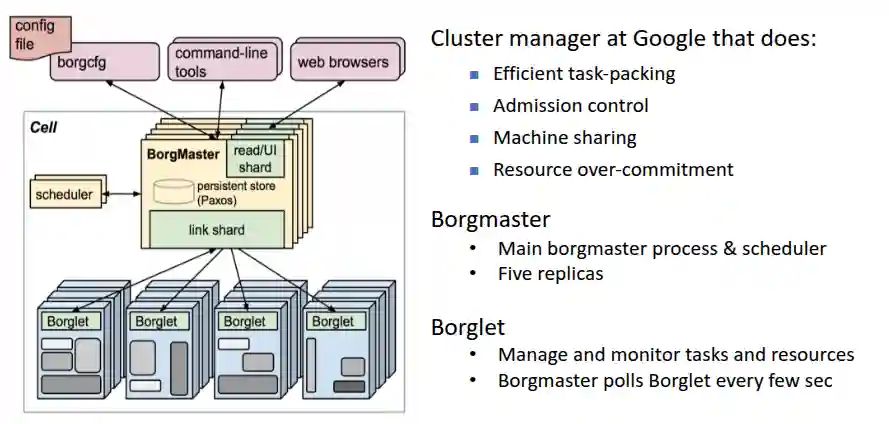 config
file
borgcfg
command-line
tools
web browsers
Cell
BorgMaster
read/UI
shard
persistent store
(Paxos)
scheduler
link shard
Borglet
Borglet
Borglet
Borglet
Cluster manager at Google that does:
Efficient task-packing
Admission control
Machine sharing
Resource over-commitment
Borgmaster
• Main borgmaster process & scheduler
• Five replicas
Borglet
• Manage and monitor tasks and resources
• Borgmaster polls Borglet every few sec